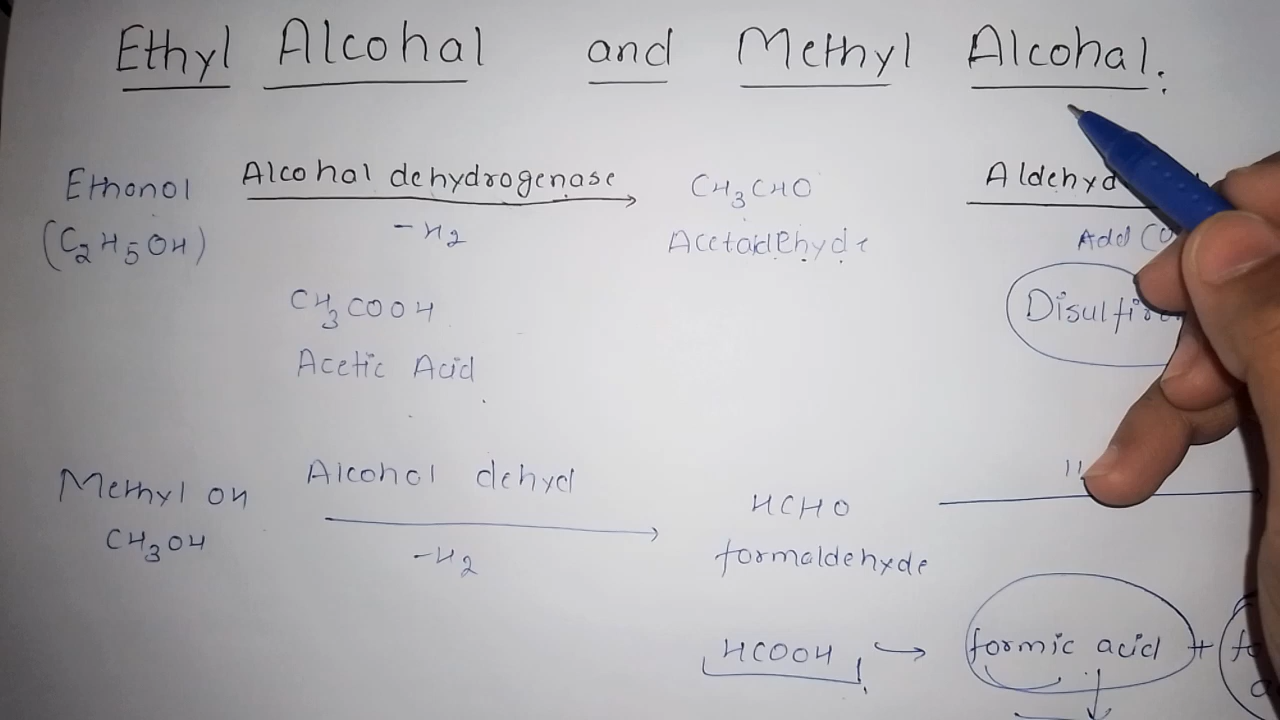 Ethyl Alcohal and Methyl Alcohal.
Ethonol Alcohal dehydrogenase CH3CHO
(C2H5OH) -H2 Acetaldehyde
Add
CH3COOH
Acetic Acid
Methyl OH Alcohol dehyd HCHO
CH3OH -H2 formaldehyde
HCOOH → formic acid +